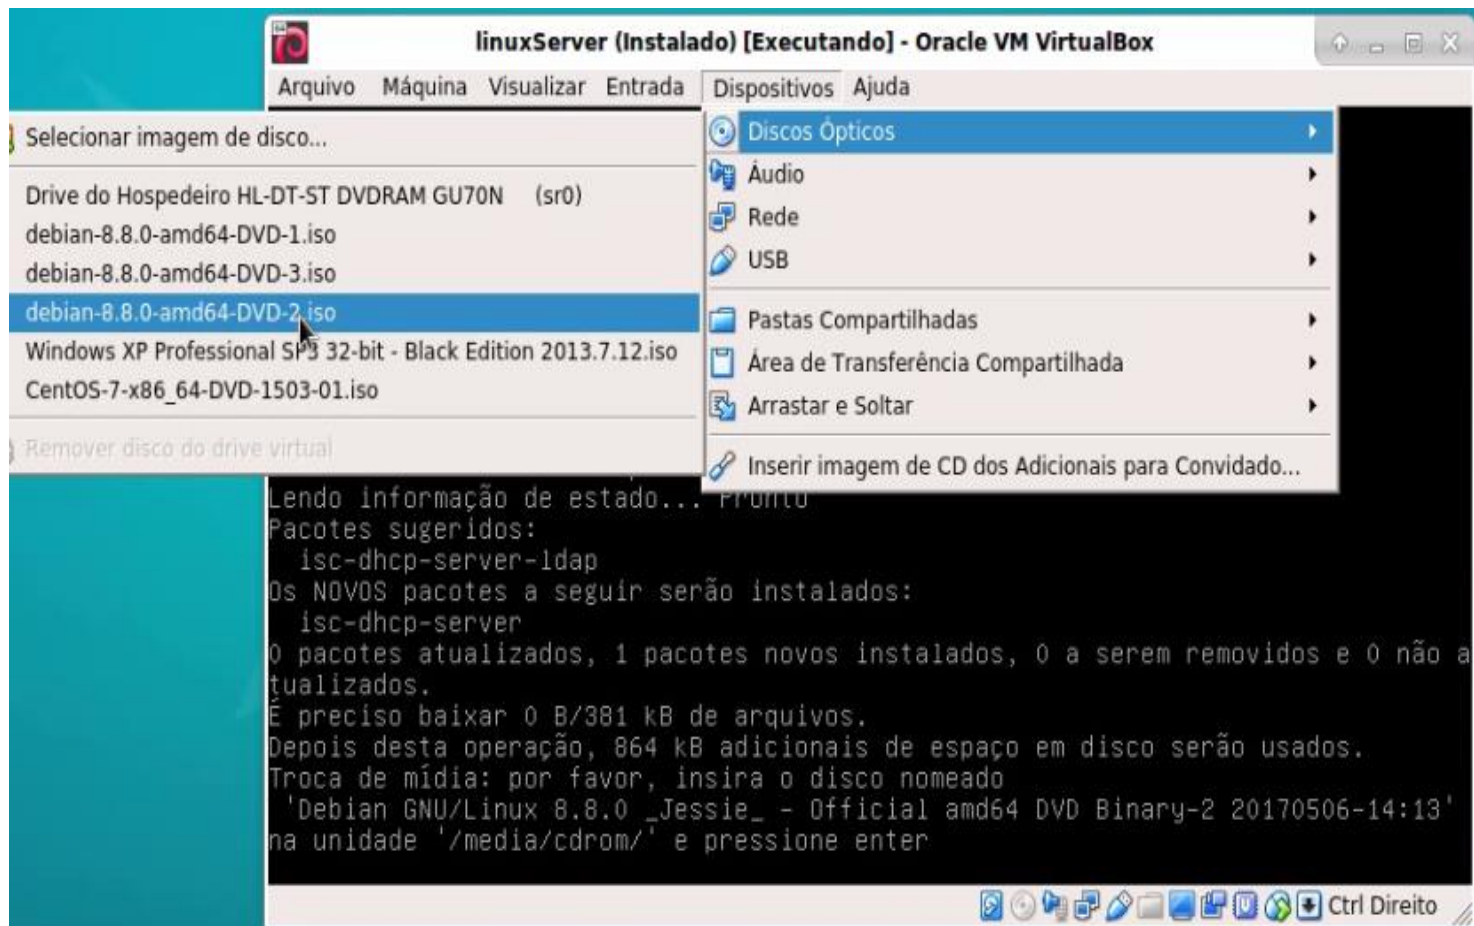 64
linuxServer (Instalado) [Executando] - Oracle VM VirtualBox
Arquivo Máquina Visualizar Entrada Dispositivos Ajuda
Selecionar imagem de disco...
Drive do Hospedeiro HL-DT-ST DVDRAM GU70N (sr0)
debian-8.8.0-amd64-DVD-1.iso
debian-8.8.0-amd64-DVD-3.iso
debian-8.8.0-amd64-DVD-2.iso
Windows XP Professional SP3 32-bit - Black Edition 2013.7.12.iso
CentOS-7-x86_64-DVD-1503-01.iso
Remover disco do drive virtual
Discos Ópticos
Áudio
Rede
USB
Pastas Compartilhadas
Área de Transferência Compartilhada
Arrastar e Soltar
Inserir imagem de CD dos Adicionais para Convidado...
Lendo informação de estado... Pronto
Pacotes sugeridos:
isc-dhcp-server-ldap
Os NOVOS pacotes a seguir serão instalados:
isc-dhcp-server
0 pacotes atualizados, 1 pacotes novos instalados, 0 a serem removidos e 0 não a
tualizados.
É preciso baixar 0 B/381 kB de arquivos.
Depois desta operação, 864 kB adicionais de espaço em disco serão usados.
Troca de mídia: por favor, insira o disco nomeado
'Debian GNU/Linux 8.8.0 _Jessie_ - Official amd64 DVD Binary-2 20170506-14:13'
na unidade '/media/cdrom/' e pressione enter
Ctrl Direito